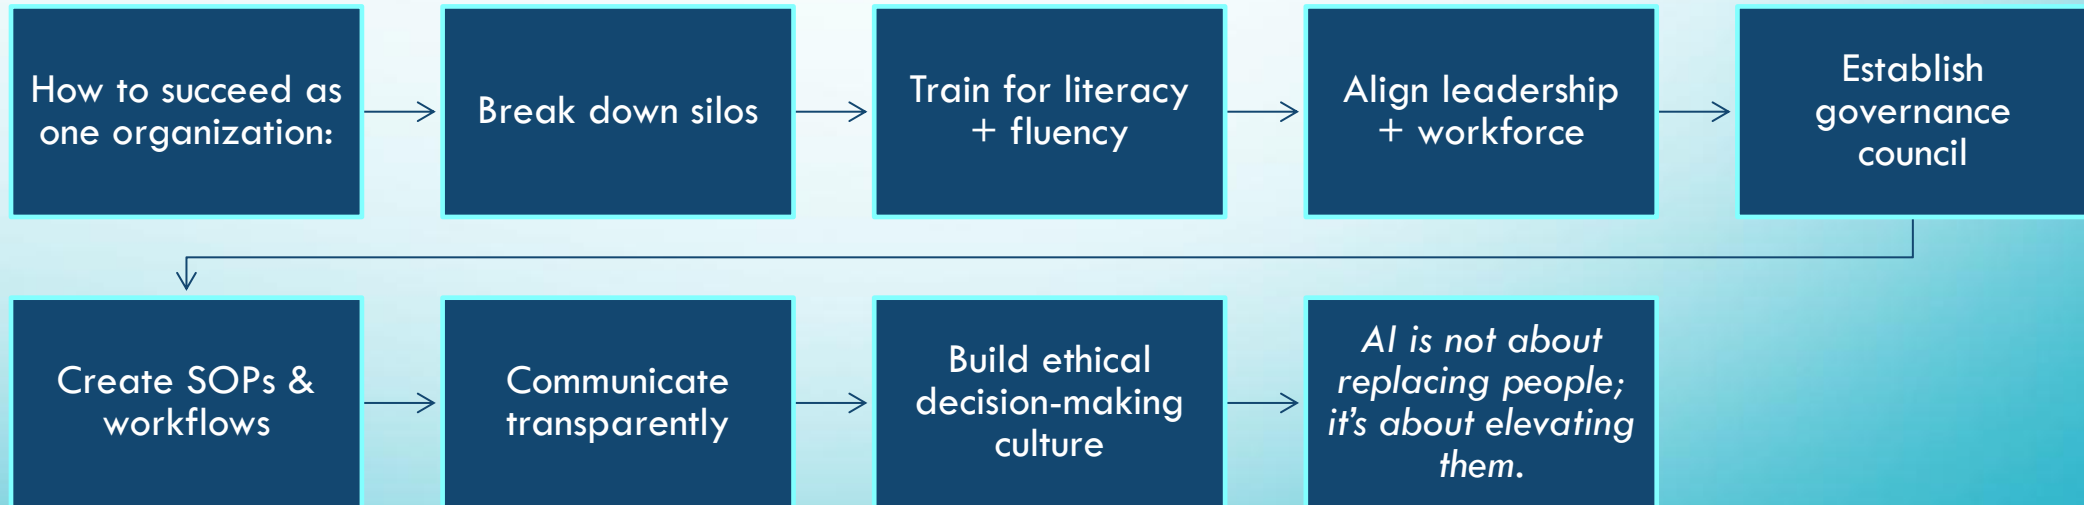 How to succeed as
one organization:
Break down silos
Train for literacy
+ fluency
Align leadership
+ workforce
Establish
governance
council
Create SOPs &
workflows
Communicate
transparently
Build ethical
decision-making
culture
AI is not about
replacing people;
it’s about elevating
them.